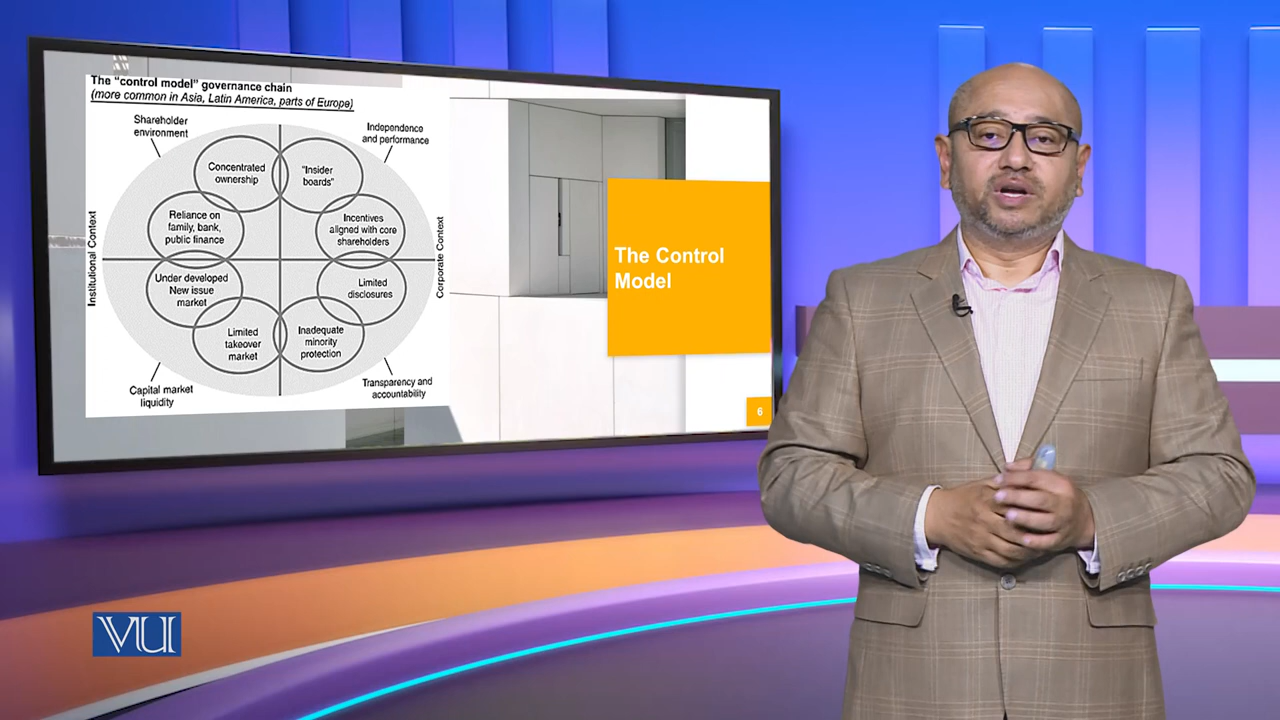 The "control model" governance chain
(more common in Asia, Latin America, parts of Europe)
Shareholder
environment
Independence
and performance
Concentrated
ownership
"Insider
boards"
Reliance on
family, bank,
public finance
Incentives
aligned with core
shareholders
Institutional Context
Corporate Context
Under developed
New issue
market
Limited
disclosures
Limited
takeover
market
Inadequate
minority
protection
Capital market
liquidity
Transparency and
accountability
The Control
Model
6
VU